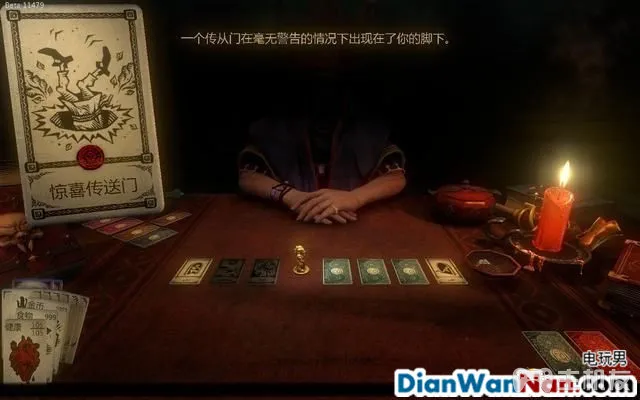 Beta 11479
一个传从门在毫无警告的情况下出现在了你的脚下。
惊喜传送门
金币
食物 999
健康 105
105
电玩男
DianWanNan.com